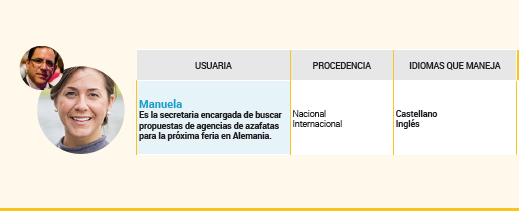 USUARIA PROCEDENCIA IDIOMAS QUE MANEJA
Manuela
Es la secretaria encargada de buscar
propuestas de agencias de azafatas
para la próxima feria en Alemania.
Nacional
Internacional
Castellano
Inglés